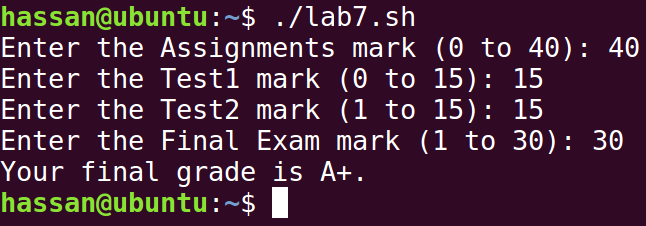 hassan@ubuntu:~$ ./lab7.sh
Enter the Assignments mark (0 to 40): 40
Enter the Test1 mark (0 to 15): 15
Enter the Test2 mark (1 to 15): 15
Enter the Final Exam mark (1 to 30): 30
Your final grade is A+.
hassan@ubuntu:~$